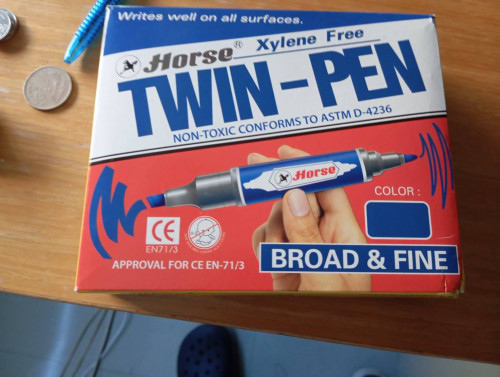 Writes well on all surfaces.
Horse® Xylene Free
TWIN-PEN
NON-TOXIC CONFORMS TO ASTM D-4236
Horse
COLOR :
CE
EN71/3
APPROVAL FOR CE EN-71/3
BROAD & FINE